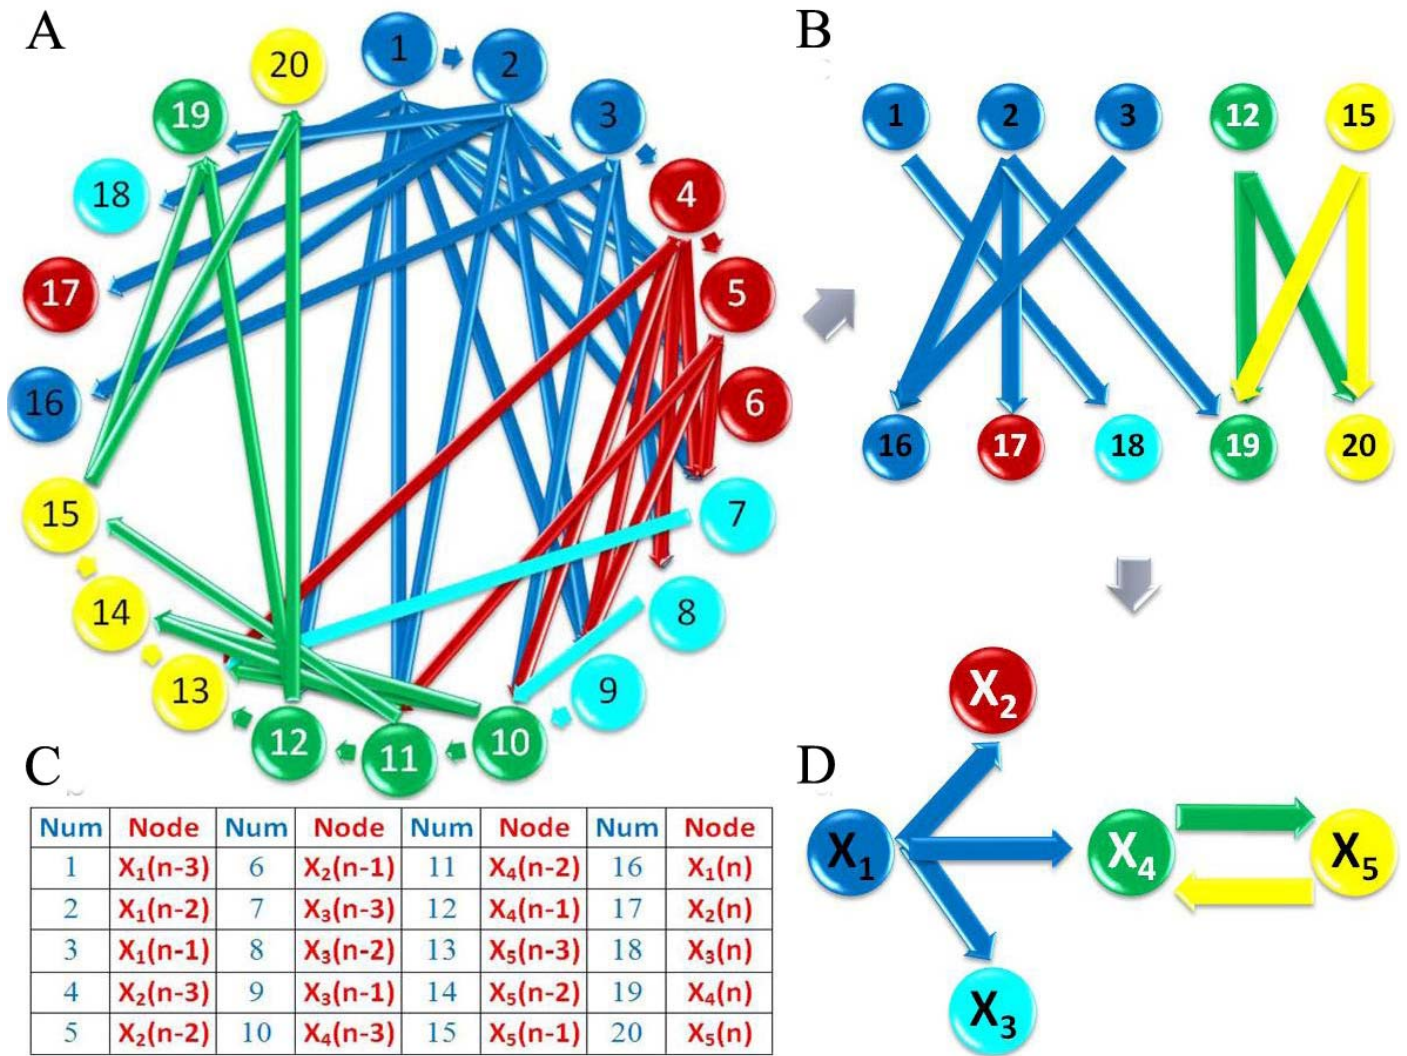 A
1
2
3
4
5
6
7
8
9
10
11
12
13
14
15
16
17
18
19
20
B
1 2 3 12 15
16 17 18 19 20
C
Num Node Num Node Num Node Num Node
1 X₁(n-3) 6 X₂(n-1) 11 X₄(n-2) 16 X₁(n)
2 X₁(n-2) 7 X₃(n-3) 12 X₄(n-1) 17 X₂(n)
3 X₁(n-1) 8 X₃(n-2) 13 X₅(n-3) 18 X₃(n)
4 X₂(n-3) 9 X₃(n-1) 14 X₅(n-2) 19 X₄(n)
5 X₂(n-2) 10 X₄(n-3) 15 X₅(n-1) 20 X₅(n)
D
X₂
X₁ X₄ X₅
X₃